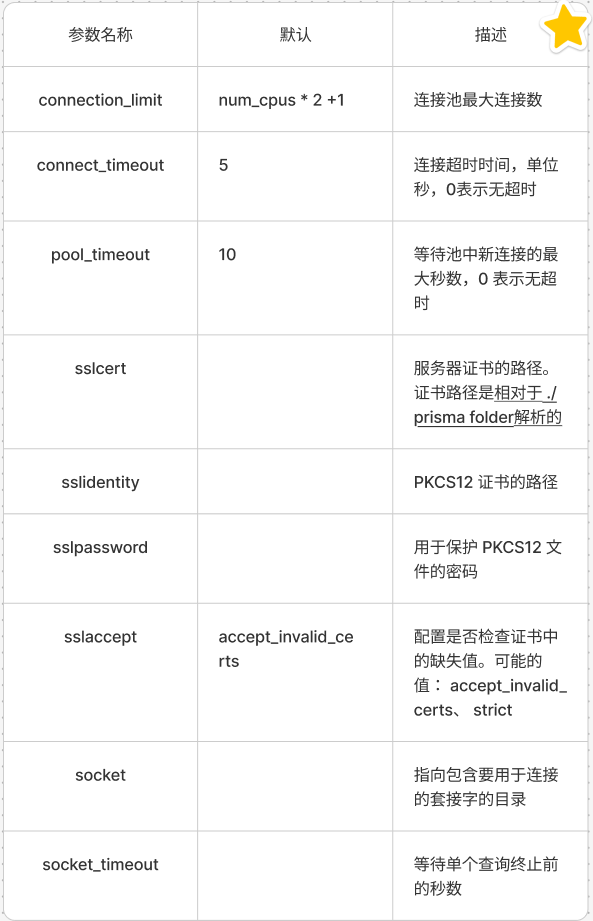 参数名称 默认 描述
connection_limit num_cpus * 2 +1 连接池最大连接数
connect_timeout 5 连接超时时间，单位
秒，0表示无超时
pool_timeout 10 等待池中新连接的最
大秒数，0 表示无超
时
sslcert 服务器证书的路径。
证书路径是相对于 ./
prisma folder解析的
sslidentity PKCS12 证书的路径
sslpassword 用于保护 PKCS12 文
件的密码
sslaccept accept_invalid_ce 配置是否检查证书中
rts 的缺失值。可能的
值： accept_invalid_
certs、 strict
socket 指向包含要用于连接
的套接字的目录
socket_timeout 等待单个查询终止前
的秒数